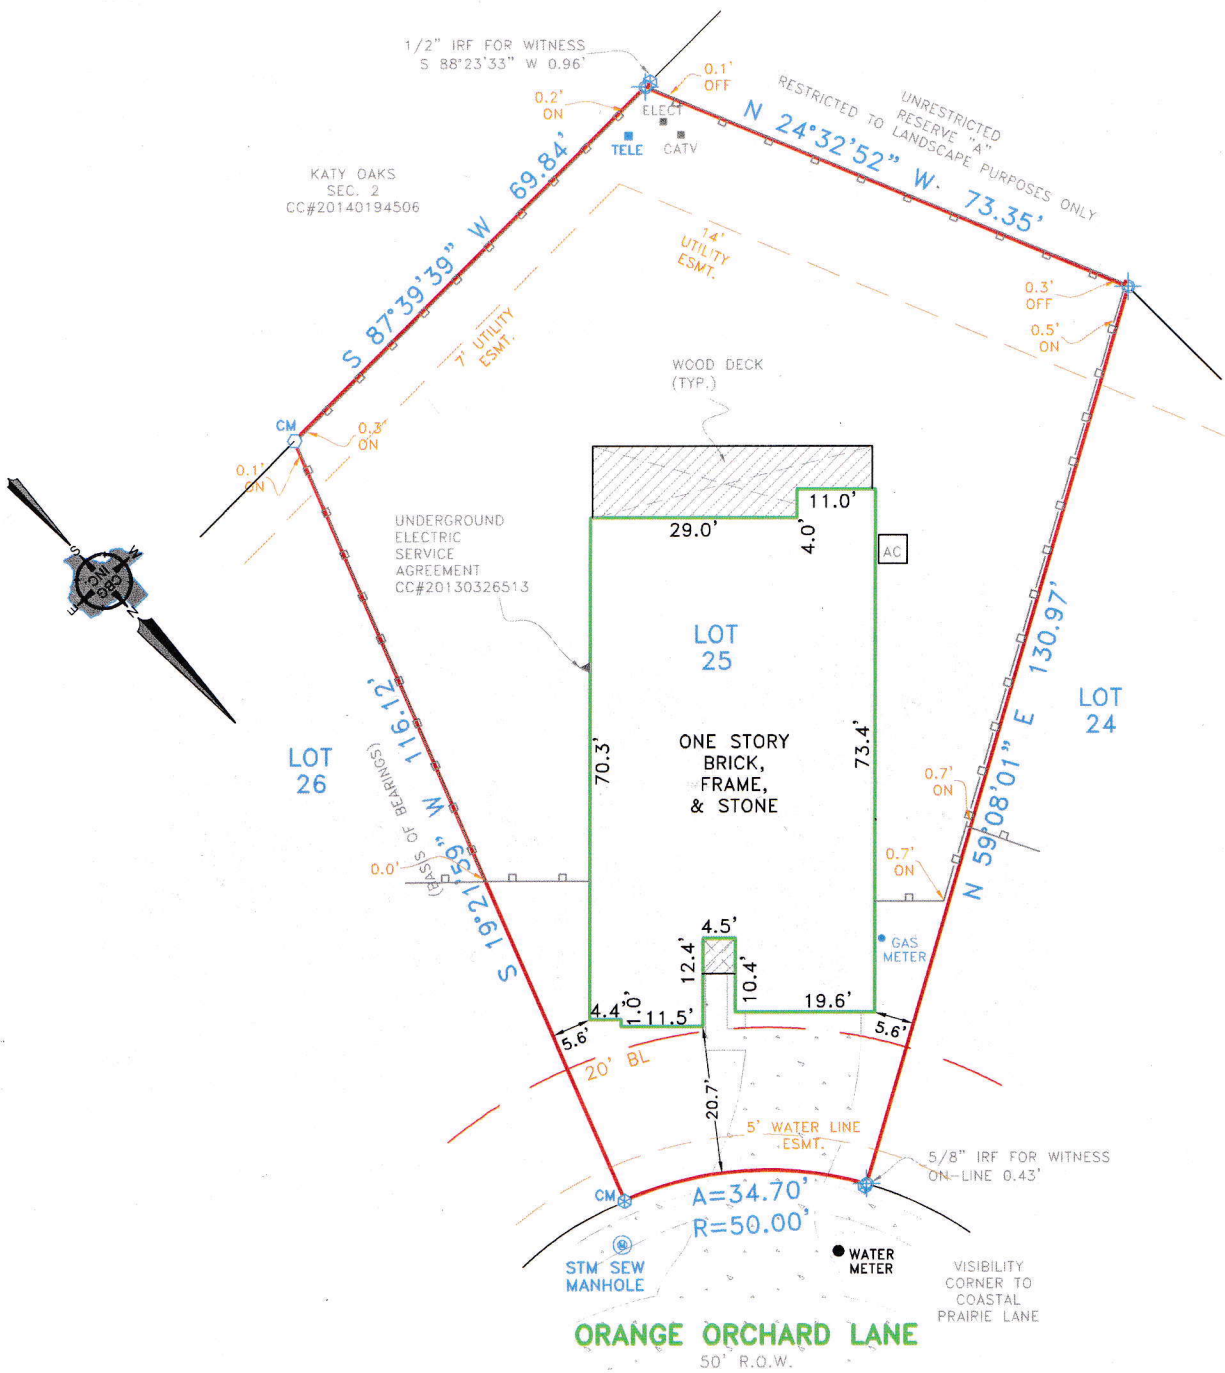 1/2” IRF FOR WITNESS
S 88°23'33” W 0.96'
0.1'
OFF
0.2'
ON
ELECT
TELE
CATV
UNRESTRICTED
RESERVE "A"
RESTRICTED TO LANDSCAPE PURPOSES ONLY
N 24°32'52” W 73.35'
KATY OAKS
SEC. 2
CC#20140194506
S 87°39'39” W 69.84'
14'
UTILITY
ESMT.
7' UTILITY
ESMT.
0.3'
OFF
0.5'
ON
WOOD DECK
(TYP.)
CM
0.3'
ON
0.1'
ON
S
W
CBG
INC
E
N
UNDERGROUND
ELECTRIC
SERVICE
AGREEMENT
CC#20130326513
29.0'
11.0'
4.0'
AC
LOT
25
LOT
24
LOT
26
N 59°08'01” E 130.97'
S 19°21'59” W 116.12'
(BASIS OF BEARINGS)
70.3'
73.4'
ONE STORY
BRICK,
FRAME,
& STONE
0.7'
ON
0.7'
ON
0.0'
4.5'
12.4'
10.4'
GAS
METER
4.4'
1.0'
11.5'
19.6'
5.6'
5.6'
20' BL
20.7'
5' WATER LINE
ESMT.
5/8” IRF FOR WITNESS
ON-LINE 0.43'
CM
A=34.70'
R=50.00'
M
STM SEW
MANHOLE
WATER
METER
VISIBILITY
CORNER TO
COASTAL
PRAIRIE LANE
ORANGE ORCHARD LANE
50' R.O.W.